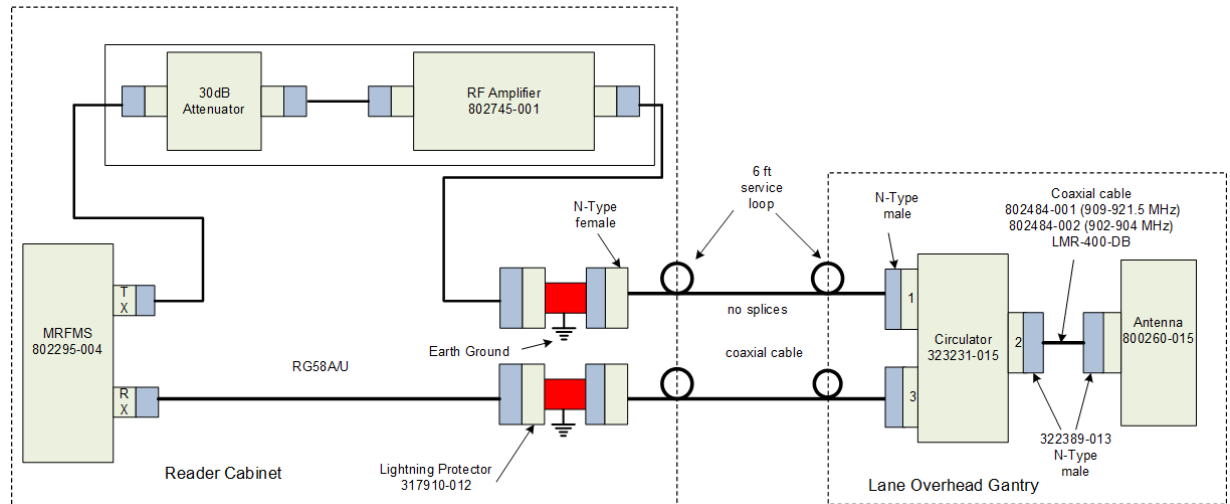 30dB
Attenuator
RF Amplifier
802745-001
6 ft
service
loop
N-Type
female
N-Type
male
Coaxial cable
802484-001 (909-921.5 MHz)
802484-002 (902-904 MHz)
LMR-400-DB
T
X
MRFMS
802295-004
R
X
1
no splices
Earth Ground
RG58A/U
coaxial cable
Circulator
323231-015
2
3
Antenna
800260-015
322389-013
N-Type
male
Lightning Protector
317910-012
Reader Cabinet
Lane Overhead Gantry